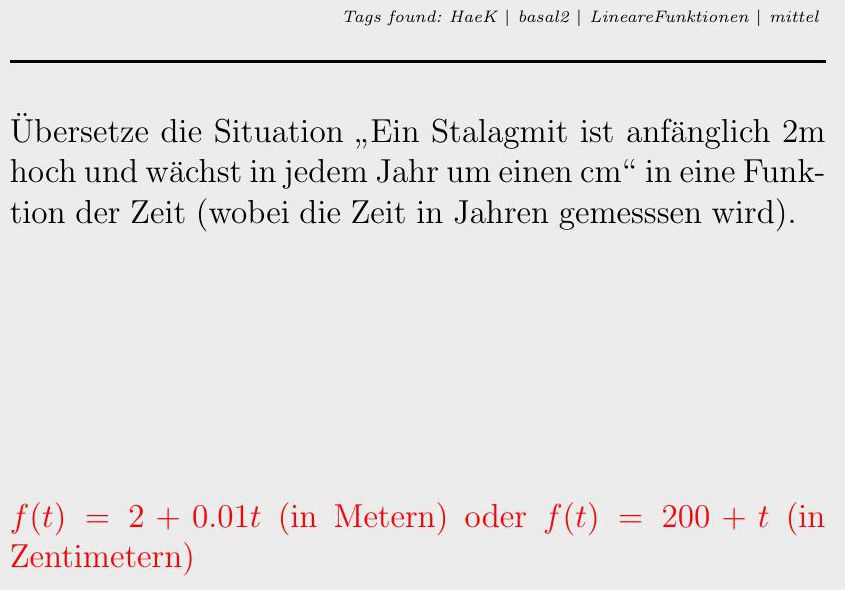 Tags found: HaeK | basal2 | LineareFunktionen | mittel
Übersetze die Situation „Ein Stalagmit ist anfänglich 2m
hoch und wächst in jedem Jahr um einen cm“ in eine Funk-
tion der Zeit (wobei die Zeit in Jahren gemesssen wird).
f(t) = 2 + 0.01t (in Metern) oder f(t) = 200 + t (in
Zentimetern)